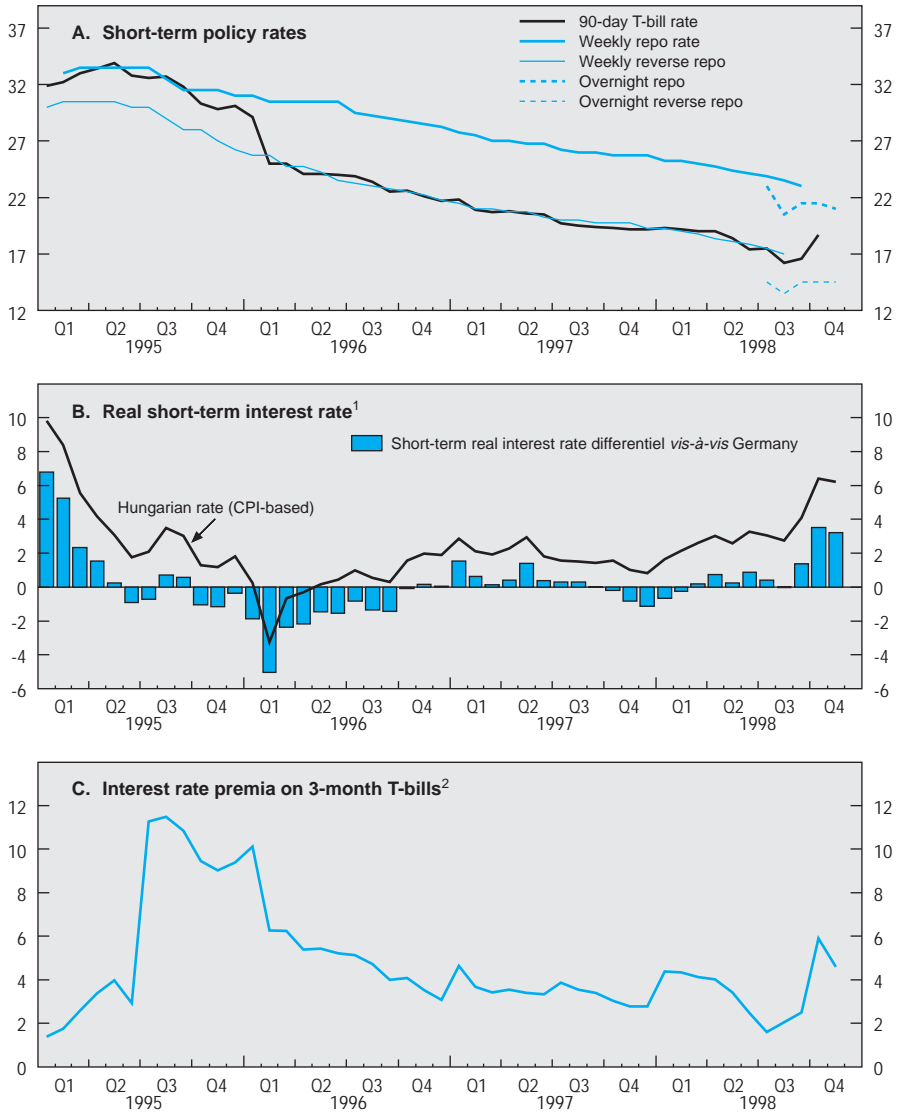 A. Short-term policy rates
90-day T-bill rate
Weekly repo rate
Weekly reverse repo
Overnight repo
Overnight reverse repo
37 37
32 32
27 27
22 22
17 17
12 12
Q1 Q2 Q3 Q4 Q1 Q2 Q3 Q4 Q1 Q2 Q3 Q4 Q1 Q2 Q3 Q4
1995 1996 1997 1998
B. Real short-term interest rate1
Short-term real interest rate differentiel vis-à-vis Germany
Hungarian rate (CPI-based)
10 10
8 8
6 6
4 4
2 2
0 0
-2 -2
-4 -4
-6 -6
Q1 Q2 Q3 Q4 Q1 Q2 Q3 Q4 Q1 Q2 Q3 Q4 Q1 Q2 Q3 Q4
1995 1996 1997 1998
C. Interest rate premia on 3-month T-bills2
12 12
10 10
8 8
6 6
4 4
2 2
0 0
Q1 Q2 Q3 Q4 Q1 Q2 Q3 Q4 Q1 Q2 Q3 Q4 Q1 Q2 Q3 Q4
1995 1996 1997 1998